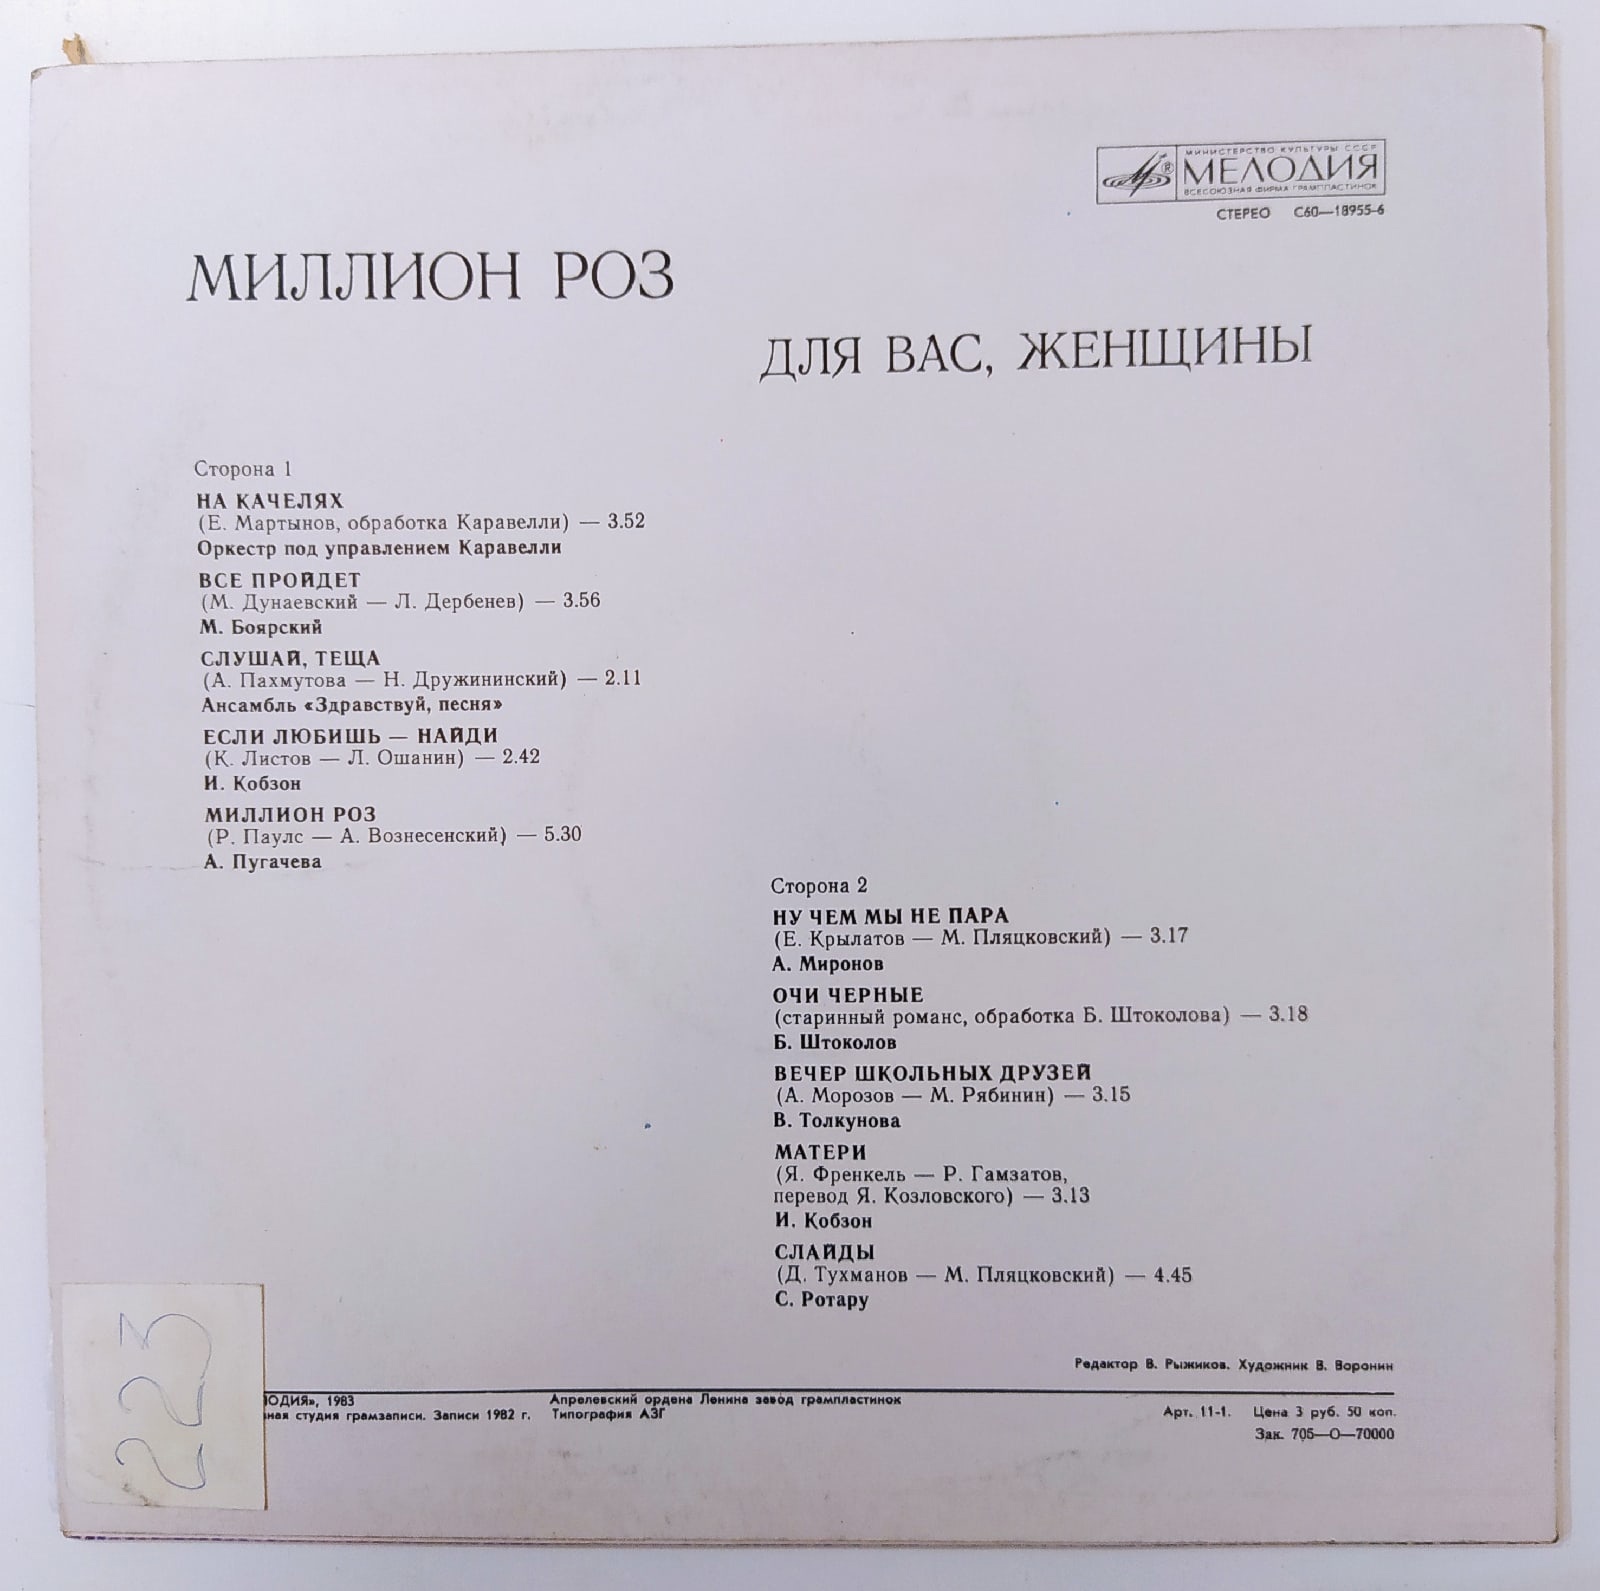 МИНИСТЕРСТВО КУЛЬТУРЫ СССР
МЕЛОДИЯ
ВСЕСОЮЗНАЯ ФИРМА ГРАМПЛАСТИНОК
СТЕРЕО С60—18955-6
МИЛЛИОН РОЗ
ДЛЯ ВАС, ЖЕНЩИНЫ
Сторона 1
НА КАЧЕЛЯХ
(Е. Мартынов, обработка Каравелли) — 3.52
Оркестр под управлением Каравелли
ВСЕ ПРОЙДЕТ
(М. Дунаевский — Л. Дербенев) — 3.56
М. Боярский
СЛУШАЙ, ТЕЩА
(А. Пахмутова — Н. Дружининский) — 2.11
Ансамбль «Здравствуй, песня»
ЕСЛИ ЛЮБИШЬ — НАЙДИ
(К. Листов — Л. Ошанин) — 2.42
И. Кобзон
МИЛЛИОН РОЗ
(Р. Паулс — А. Вознесенский) — 5.30
А. Пугачева
Сторона 2
НУ ЧЕМ МЫ НЕ ПАРА
(Е. Крылатов — М. Пляцковский) — 3.17
А. Миронов
ОЧИ ЧЕРНЫЕ
(старинный романс, обработка Б. Штоколова) — 3.18
Б. Штоколов
ВЕЧЕР ШКОЛЬНЫХ ДРУЗЕЙ
(А. Морозов — М. Рябинин) — 3.15
В. Толкунова
МАТЕРИ
(Я. Френкель — Р. Гамзатов,
перевод Я. Козловского) — 3.13
И. Кобзон
СЛАЙДЫ
(Д. Тухманов — М. Пляцковский) — 4.45
С. Ротару
Редактор В. Рыжиков. Художник В. Воронин
ОДИЯ», 1983 Апрелевский ордена Ленина завод грампластинок
ная студия грамзаписи. Записи 1982 г. Типография АЗГ
Арт. 11-1. Цена 3 руб. 50 коп.
Зак. 705—О—70000
223